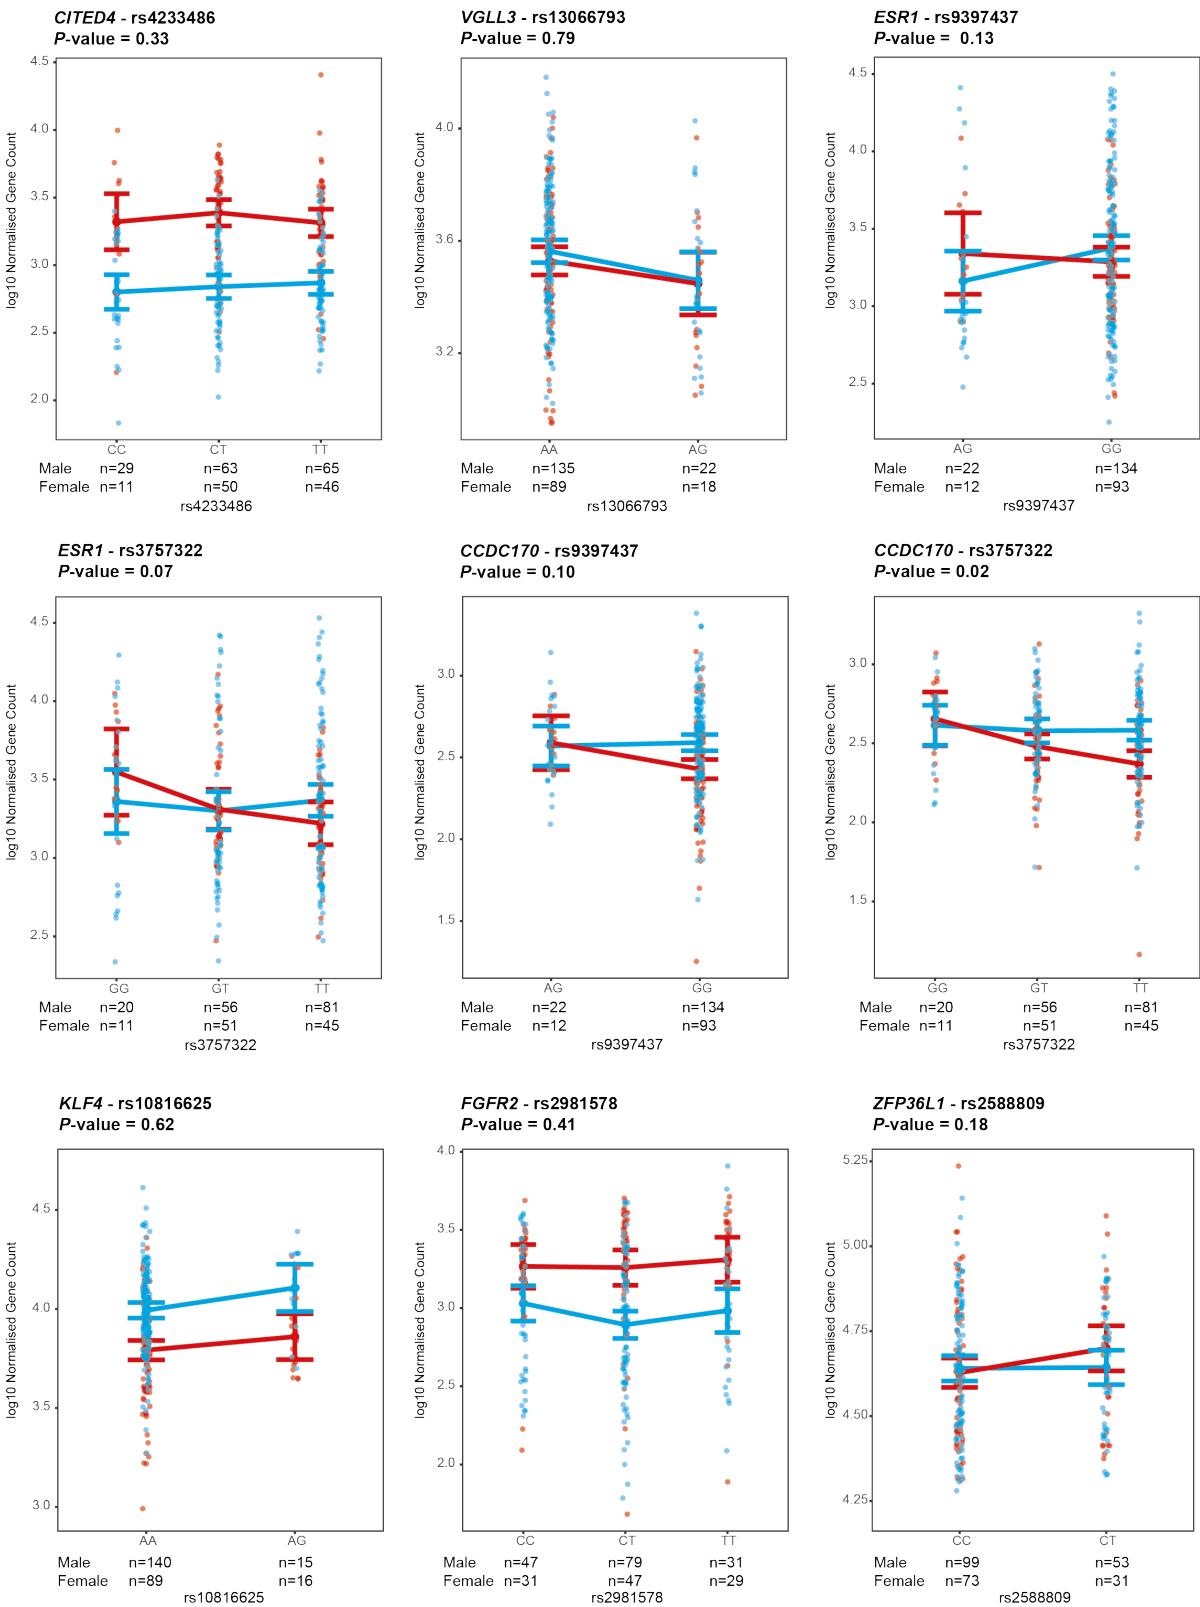 CITED4 - rs4233486
P-value = 0.33
log10 Normalised Gene Count
4.5
4.0
3.5
3.0
2.5
2.0
CC CT TT
Male n=29 n=63 n=65
Female n=11 n=50 n=46
rs4233486
VGLL3 - rs13066793
P-value = 0.79
log10 Normalised Gene Count
4.0
3.6
3.2
AA AG
Male n=135 n=22
Female n=89 n=18
rs13066793
ESR1 - rs9397437
P-value = 0.13
log10 Normalised Gene Count
4.5
4.0
3.5
3.0
2.5
AG GG
Male n=22 n=134
Female n=12 n=93
rs9397437
ESR1 - rs3757322
P-value = 0.07
log10 Normalised Gene Count
4.5
4.0
3.5
3.0
2.5
GG GT TT
Male n=20 n=56 n=81
Female n=11 n=51 n=45
rs3757322
CCDC170 - rs9397437
P-value = 0.10
log10 Normalised Gene Count
3.0
2.5
2.0
1.5
AG GG
Male n=22 n=134
Female n=12 n=93
rs9397437
CCDC170 - rs3757322
P-value = 0.02
log10 Normalised Gene Count
3.0
2.5
2.0
1.5
GG GT TT
Male n=20 n=56 n=81
Female n=11 n=51 n=45
rs3757322
KLF4 - rs10816625
P-value = 0.62
log10 Normalised Gene Count
4.5
4.0
3.5
3.0
AA AG
Male n=140 n=15
Female n=89 n=16
rs10816625
FGFR2 - rs2981578
P-value = 0.41
log10 Normalised Gene Count
4.0
3.5
3.0
2.5
2.0
CC CT TT
Male n=47 n=79 n=31
Female n=31 n=47 n=29
rs2981578
ZFP36L1 - rs2588809
P-value = 0.18
log10 Normalised Gene Count
5.25
5.00
4.75
4.50
4.25
CC CT
Male n=99 n=53
Female n=73 n=31
rs2588809